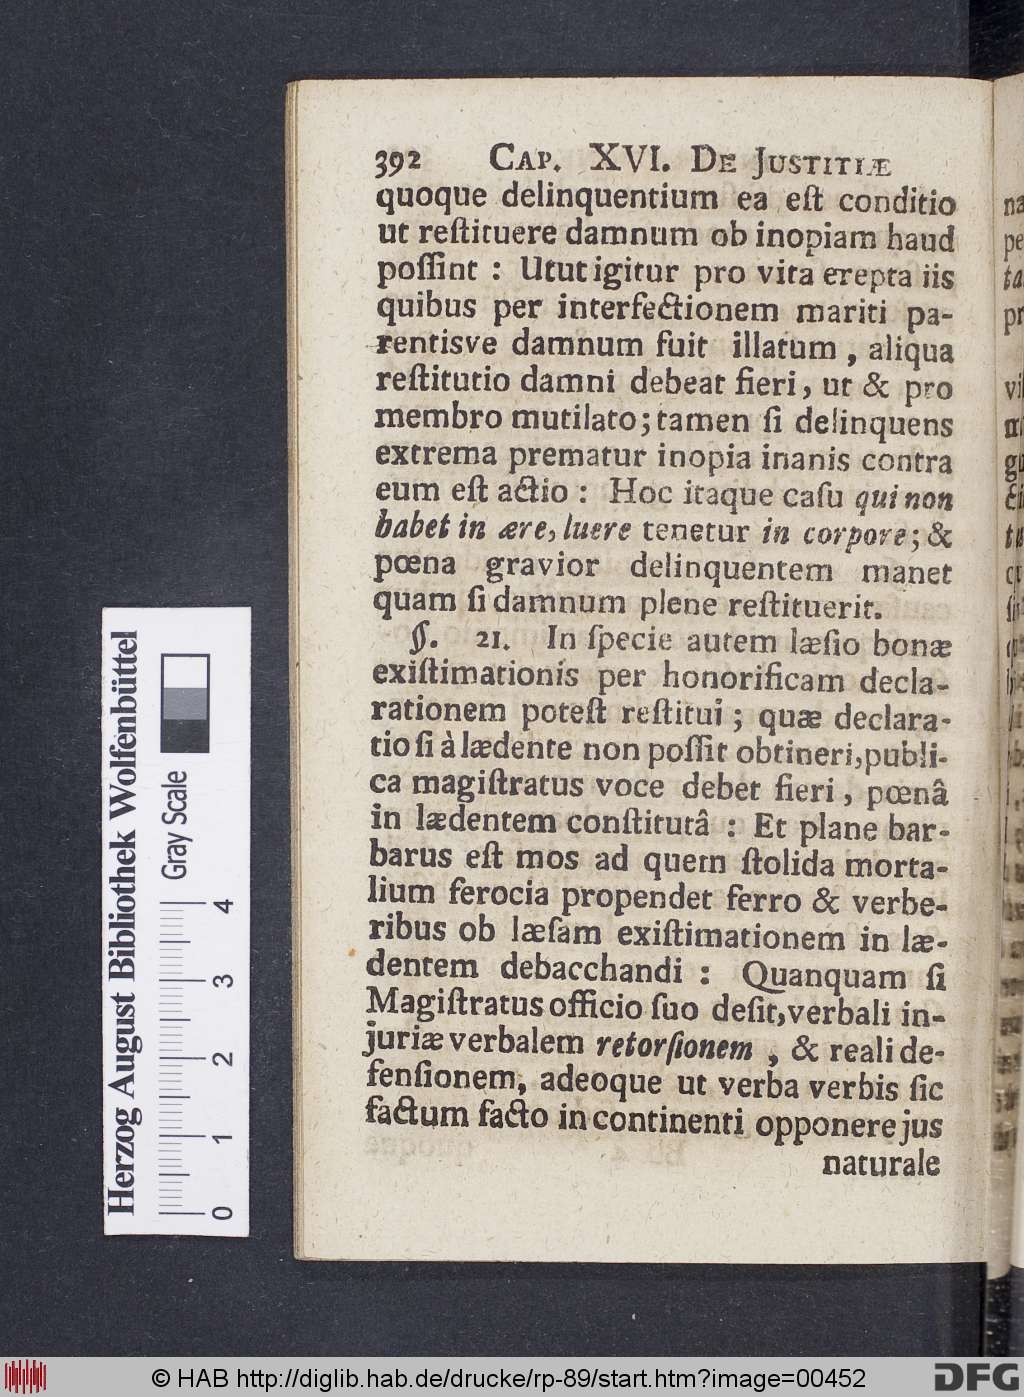 392 CAP. XVI. DE JUSTITIÆ
quoque delinquentium ea eſt conditio
ut reſtituere damnum ob inopiam haud
poſſint : Utut igitur pro vita erepta iis
quibus per interfectionem mariti pa-
rentisve damnum fuit illatum , aliqua
reſtitutio damni debeat fieri, ut & pro
membro mutilato; tamen ſi delinquens
extrema prematur inopia inanis contra
eum eſt actio : Hoc itaque caſu qui non
habet in ære, luere tenetur in corpore; &
pœna gravior delinquentem manet
quam ſi damnum plene reſtituerit.
§. 21. In ſpecie autem læſio bonæ
exiſtimationis per honorificam decla-
rationem poteſt reſtitui ; quæ declara-
tio ſi à lædente non poſſit obtineri, publi-
ca magiſtratus voce debet fieri , pœnâ
in lædentem conſtitutâ : Et plane bar-
barus eſt mos ad quem ſtolida morta-
lium ferocia propendet ferro & verbe-
ribus ob læſam exiſtimationem in læ-
dentem debacchandi : Quanquam ſi
Magiſtratus officio ſuo deſit, verbali in-
juriæ verbalem retorſionem , & reali de-
fenſionem, adeoque ut verba verbis ſic
factum facto in continenti opponere jus
naturale
Herzog August Bibliothek Wolfenbüttel
Gray Scale
0 1 2 3 4
© HAB http://diglib.hab.de/drucke/rp-89/start.htm?image=00452
DFG